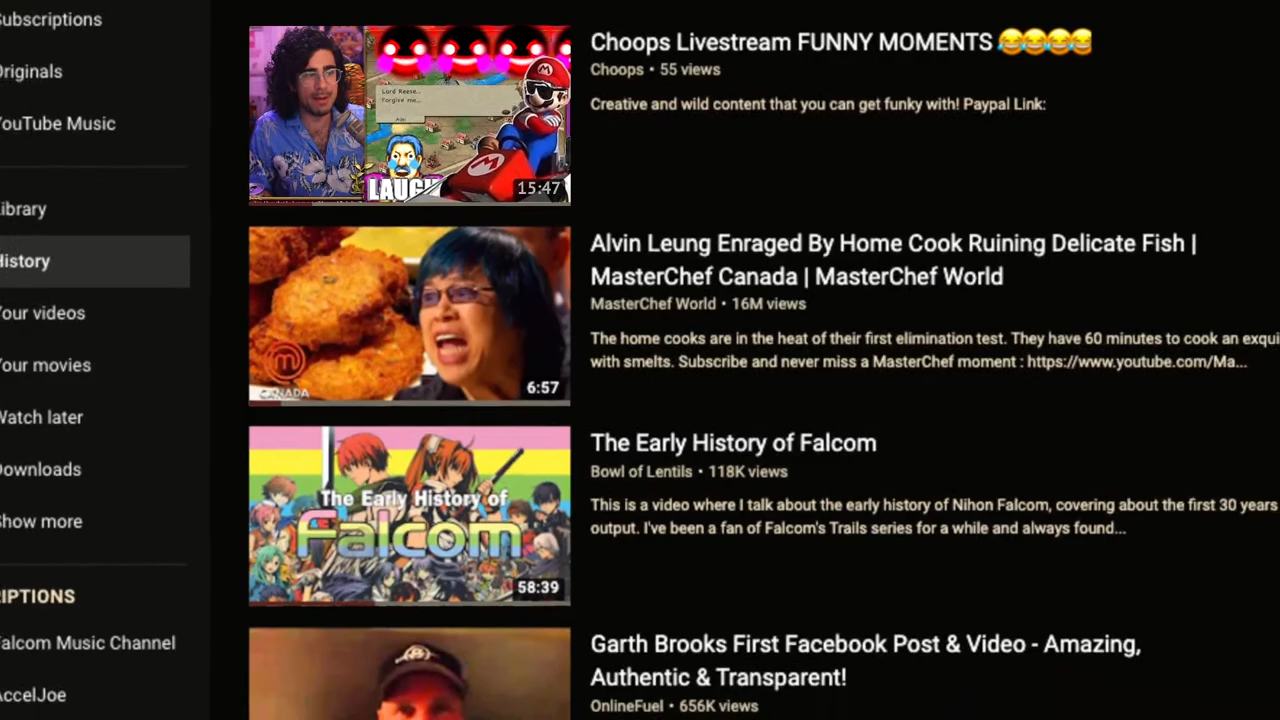 Subscriptions
Originals
YouTube Music
Library
History
Your videos
Your movies
Watch later
Downloads
Show more
RIPTIONS
Falcom Music Channel
AccelJoe
Lord Reese...
Forgive me...
LAUGH
15:47
Choops Livestream FUNNY MOMENTS 😂😂😂😂
Choops • 55 views
Creative and wild content that you can get funky with! Paypal Link:
CANADA
6:57
Alvin Leung Enraged By Home Cook Ruining Delicate Fish |
MasterChef Canada | MasterChef World
MasterChef World • 16M views
The home cooks are in the heat of their first elimination test. They have 60 minutes to cook an exqui
with smelts. Subscribe and never miss a MasterChef moment : https://www.youtube.com/Ma...
The Early History of
Falcom
58:39
The Early History of Falcom
Bowl of Lentils • 118K views
This is a video where I talk about the early history of Nihon Falcom, covering about the first 30 years
output. I've been a fan of Falcom's Trails series for a while and always found...
Garth Brooks First Facebook Post & Video - Amazing,
Authentic & Transparent!
OnlineFuel • 656K views